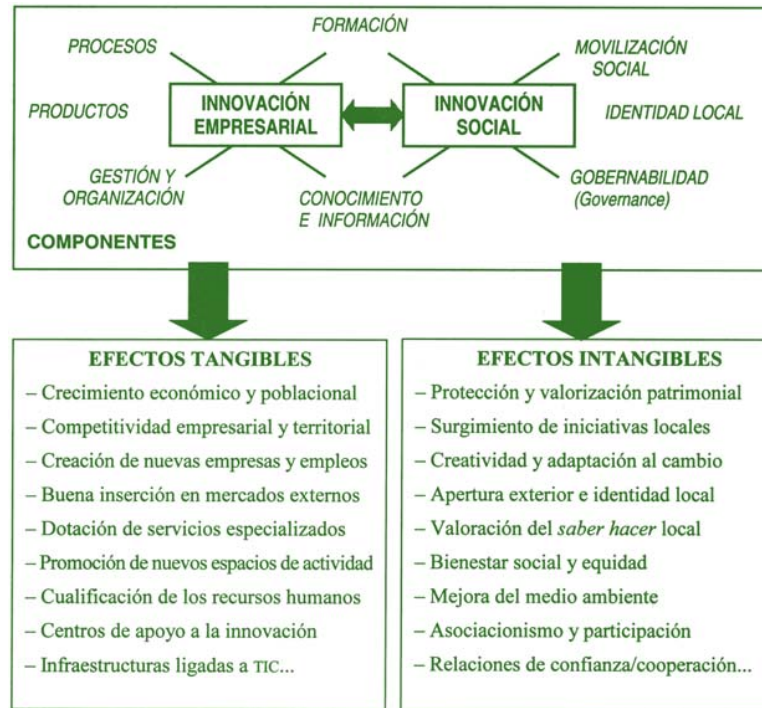 FORMACIÓN
PROCESOS
MOVILIZACIÓN
SOCIAL
PRODUCTOS
INNOVACIÓN
EMPRESARIAL
INNOVACIÓN
SOCIAL
IDENTIDAD LOCAL
GESTIÓN Y
ORGANIZACIÓN
CONOCIMIENTO
E INFORMACIÓN
GOBERNABILIDAD
(Governance)
COMPONENTES
EFECTOS TANGIBLES
– Crecimiento económico y poblacional
– Competitividad empresarial y territorial
– Creación de nuevas empresas y empleos
– Buena inserción en mercados externos
– Dotación de servicios especializados
– Promoción de nuevos espacios de actividad
– Cualificación de los recursos humanos
– Centros de apoyo a la innovación
– Infraestructuras ligadas a TIC...
EFECTOS INTANGIBLES
– Protección y valorización patrimonial
– Surgimiento de iniciativas locales
– Creatividad y adaptación al cambio
– Apertura exterior e identidad local
– Valoración del saber hacer local
– Bienestar social y equidad
– Mejora del medio ambiente
– Asociacionismo y participación
– Relaciones de confianza/cooperación...